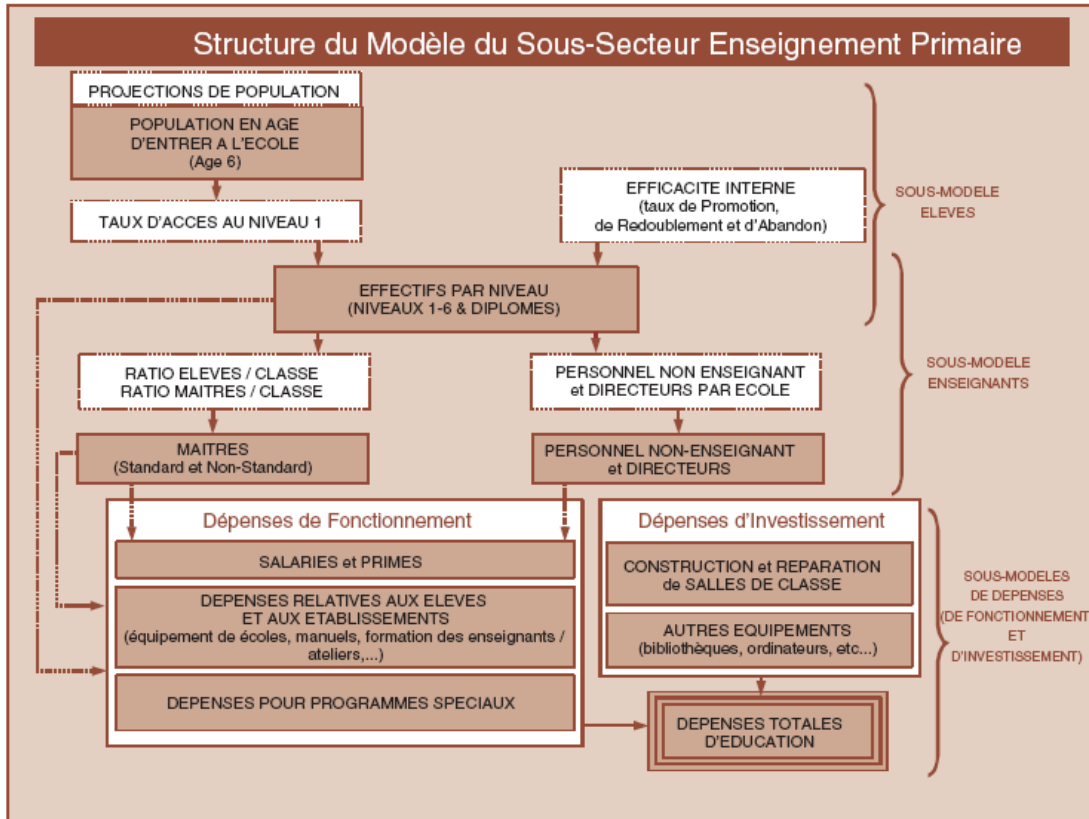 Structure du Modèle du Sous-Secteur Enseignement Primaire
PROJECTIONS DE POPULATION
POPULATION EN AGE
D'ENTRER A L'ECOLE
(Age 6)
TAUX D'ACCES AU NIVEAU 1
EFFICACITE INTERNE
(taux de Promotion,
de Redoublement et d'Abandon)
SOUS-MODELE
ELEVES
EFFECTIFS PAR NIVEAU
(NIVEAUX 1-6 & DIPLOMES)
RATIO ELEVES / CLASSE
RATIO MAITRES / CLASSE
PERSONNEL NON ENSEIGNANT
et DIRECTEURS PAR ECOLE
SOUS-MODELE
ENSEIGNANTS
MAITRES
(Standard et Non-Standard)
PERSONNEL NON-ENSEIGNANT
et DIRECTEURS
Dépenses de Fonctionnement
SALARIES et PRIMES
DEPENSES RELATIVES AUX ELEVES
ET AUX ETABLISSEMENTS
(équipement de écoles, manuels, formation des enseignants /
ateliers,...)
DEPENSES POUR PROGRAMMES SPECIAUX
Dépenses d'Investissement
CONSTRUCTION et REPARATION
de SALLES DE CLASSE
AUTRES EQUIPEMENTS
(bibliothèques, ordinateurs, etc...)
DEPENSES TOTALES
D'EDUCATION
SOUS-MODELES
DE DEPENSES
(DE FONCTIONNEMENT
ET
D'INVESTISSEMENT)